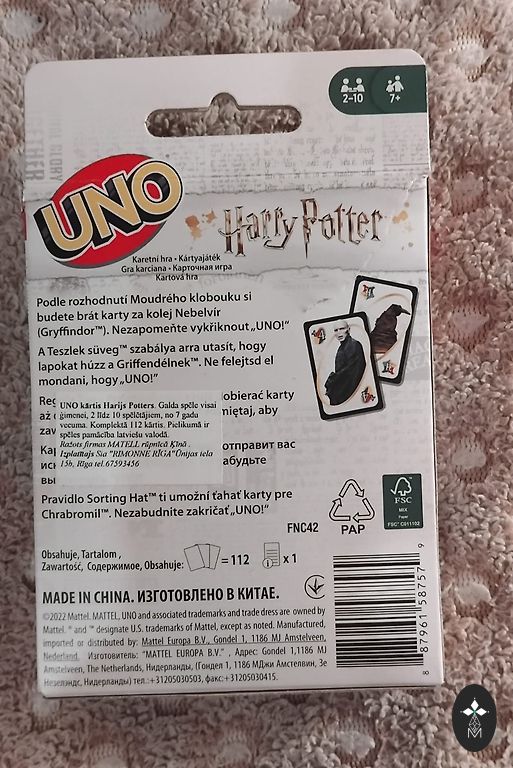 2-10 7+
UNO
Harry Potter
Karetní hra • Kártyajáték
Gra karciana • Карточная игра
Kartová hra
Podle rozhodnutí Moudrého klobouku si
budete brát karty za kolej Nebelvír
(Gryffindor™). Nezapomeňte vykřiknout „UNO!“
A Teszlek süveg™ szabálya arra utasít, hogy
lapokat húzz a Griffendélnek™. Ne felejtsd el
mondani, hogy „UNO!”
obierać karty
aby
UNO kārtis Harijs Poters. Galda spēle visai
ģimenei, 2 līdz 10 spēlētājiem, no 7 gadu
vecuma. Komplektā 112 kārtis. Pielikumā ir
spēles pamācība latviešu valodā.
Ražots firmas MATELL rūpnīcā Ķīnā .
Izplatītājs Sia "RIMONNE RĪGA"Ūnijas iela
15b, Rīga tel.67593456
отправит вас
Pravidlo Sorting Hat™ ti umožní ťahať karty pre
Chrabromil™. Nezabudnite zakričať „UNO!“
FNC42
PAP
FSC
MIX
Paper
FSC® C011102
Obsahuje, Tartalom ,
Zawartość, Содержимое, Obsahuje: = 112 x 1
MADE IN CHINA. ИЗГОТОВЛЕНО В КИТАЕ.
©2022 Mattel. MATTEL, UNO and associated trademarks and trade dress are owned by
Mattel. ® and ™ designate U.S. trademarks of Mattel, except as noted. Manufactured,
imported or distributed by: Mattel Europa B.V., Gondel 1, 1186 MJ Amstelveen,
Nederland. Изготовитель: "MATTEL EUROPA B.V." , Адрес: Gondel 1, 1186 MJ
Amstelveen, The Netherlands, Нидерланды, (Гондел 1, 1186 МДжи Амстелвин, Зе
Незелэндс, Нидерланды) тел.:+31205030503, факс:+31205030415.
8 87961 58757 9
M